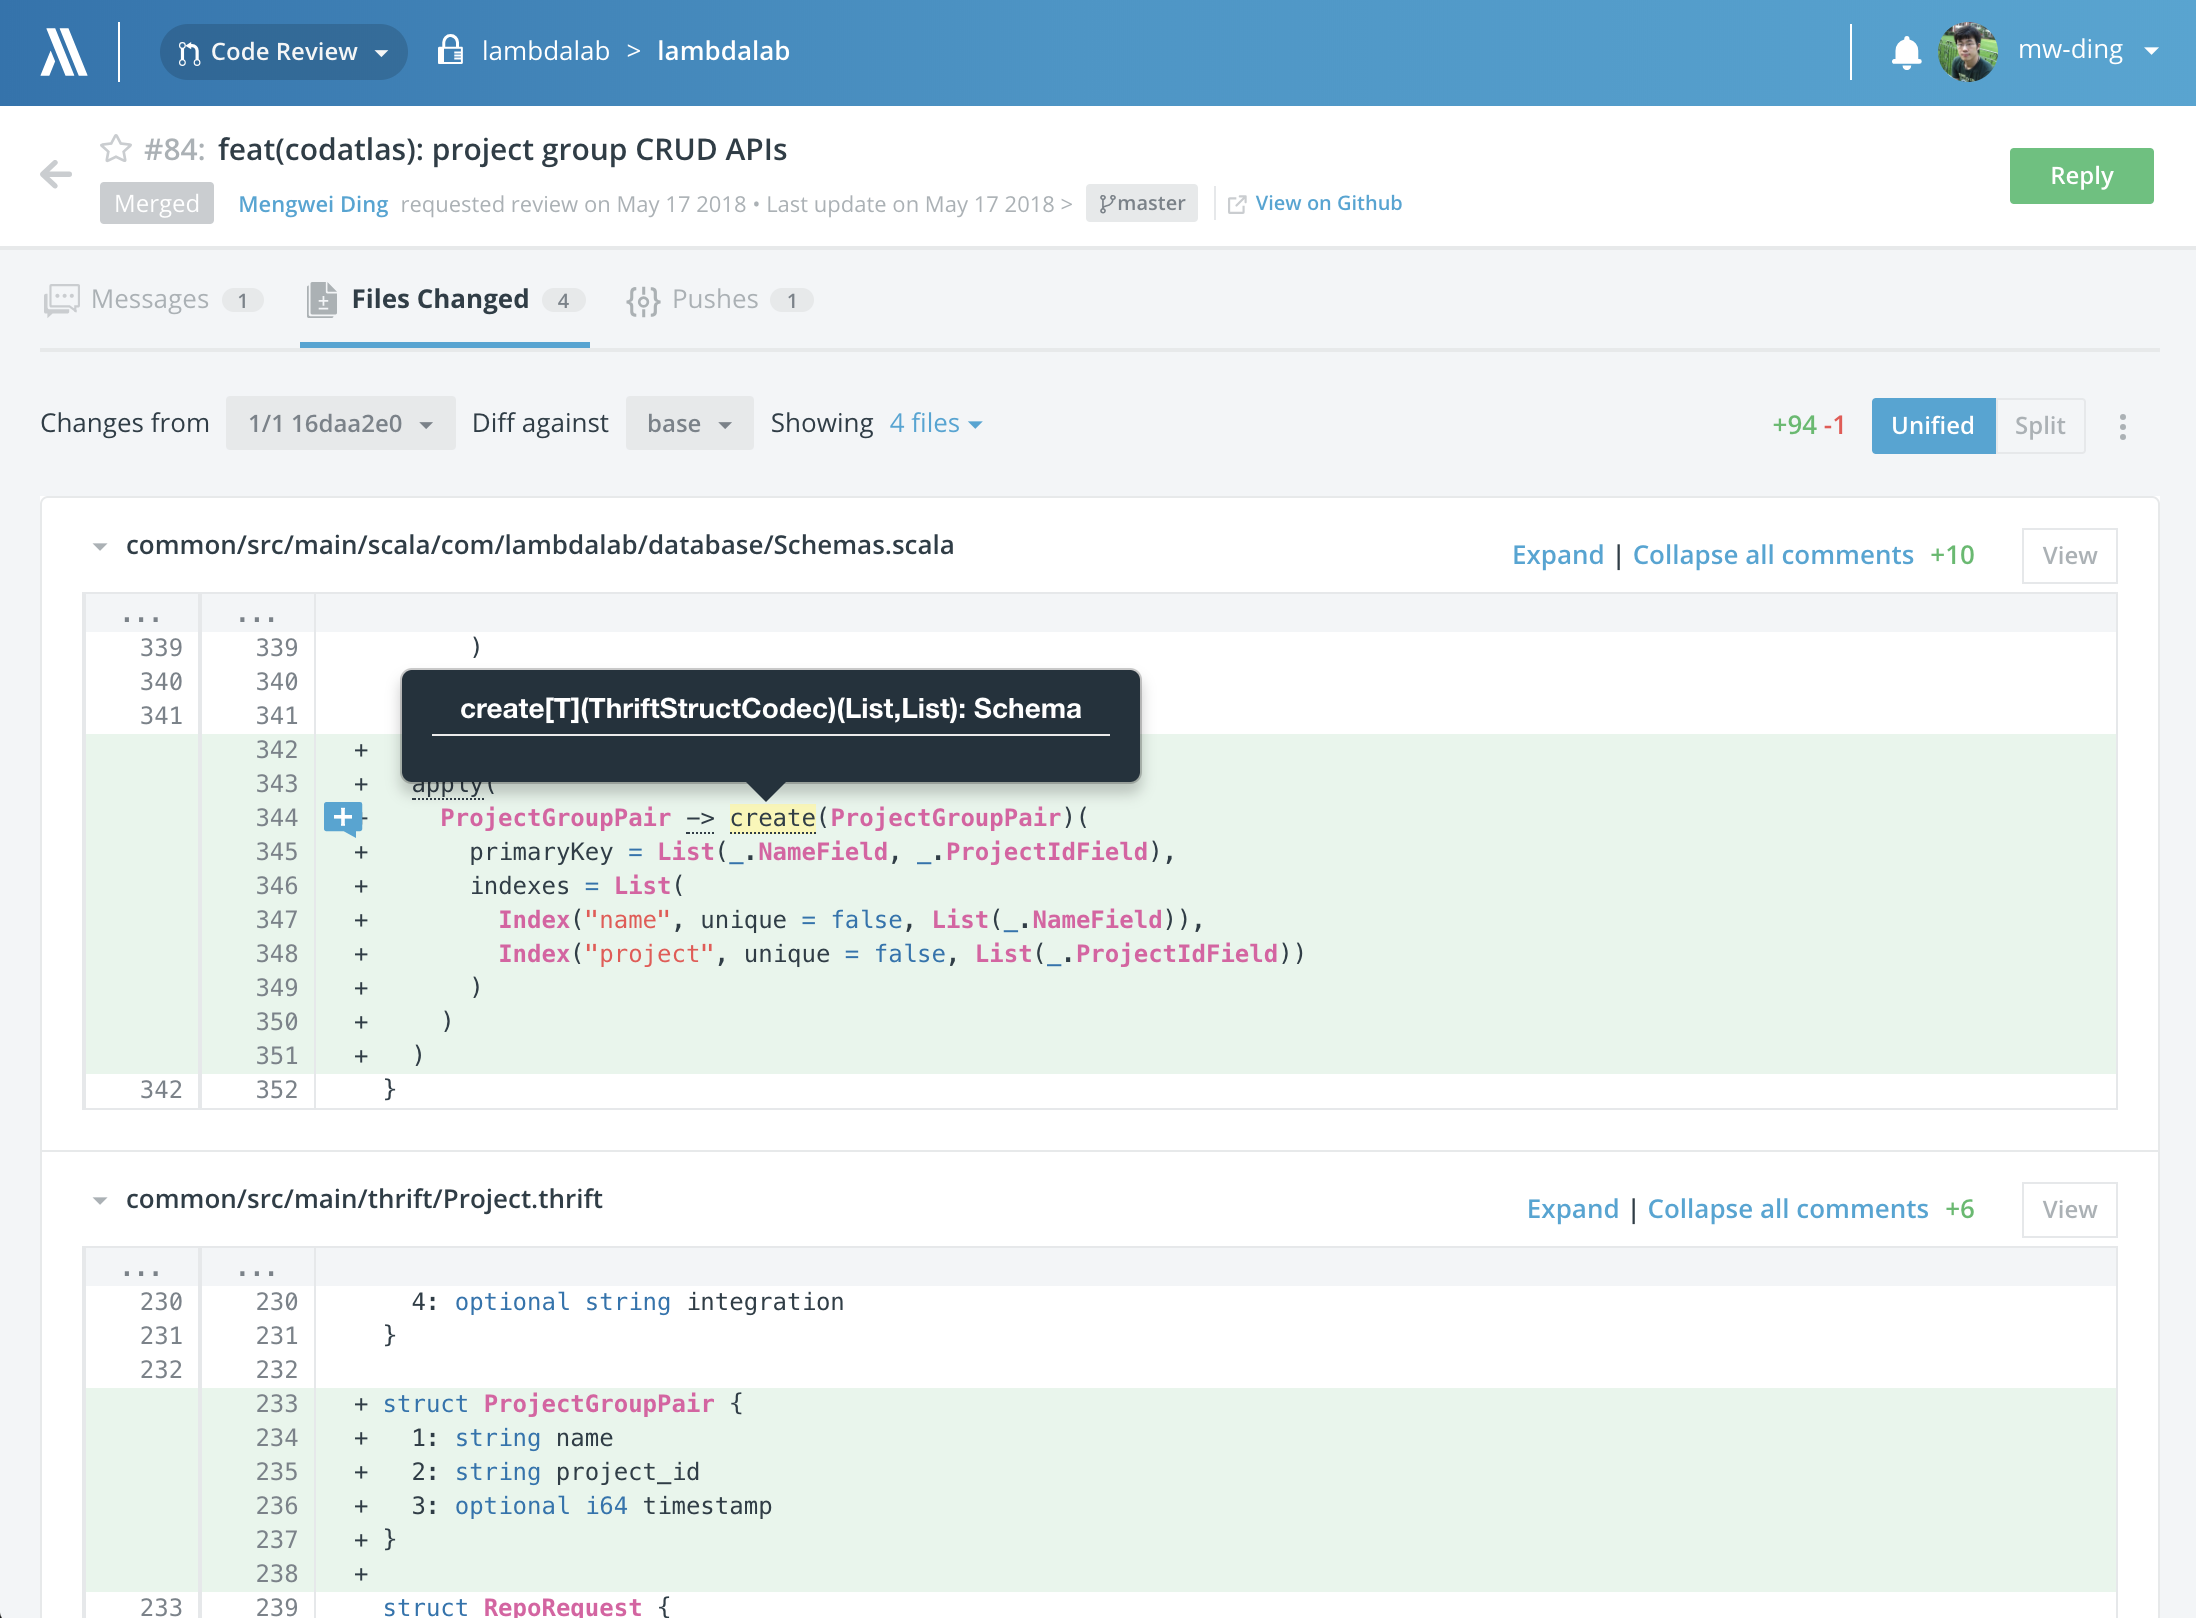 Code Review lambdalab > lambdalab mw-ding
#84: feat(codatlas): project group CRUD APIs
Reply
Merged Mengwei Ding requested review on May 17 2018 • Last update on May 17 2018 > master View on Github
Messages 1 Files Changed 4 Pushes 1
Changes from 1/1 16daa2e0 Diff against base Showing 4 files +94 -1 Unified Split
common/src/main/scala/com/lambdalab/database/Schemas.scala Expand | Collapse all comments +10 View
... ...
339 339 )
340 340
341 341
create[T](ThriftStructCodec)(List,List): Schema
342 +
343 + apply(
344 + ProjectGroupPair -> create(ProjectGroupPair)(
345 + primaryKey = List(_.NameField, _.ProjectIdField),
346 + indexes = List(
347 + Index("name", unique = false, List(_.NameField)),
348 + Index("project", unique = false, List(_.ProjectIdField))
349 + )
350 + )
351 + )
342 352 }
common/src/main/thrift/Project.thrift Expand | Collapse all comments +6 View
... ...
230 230 4: optional string integration
231 231 }
232 232
233 + struct ProjectGroupPair {
234 + 1: string name
235 + 2: string project_id
236 + 3: optional i64 timestamp
237 + }
238 +
233 239 struct RepoRequest {